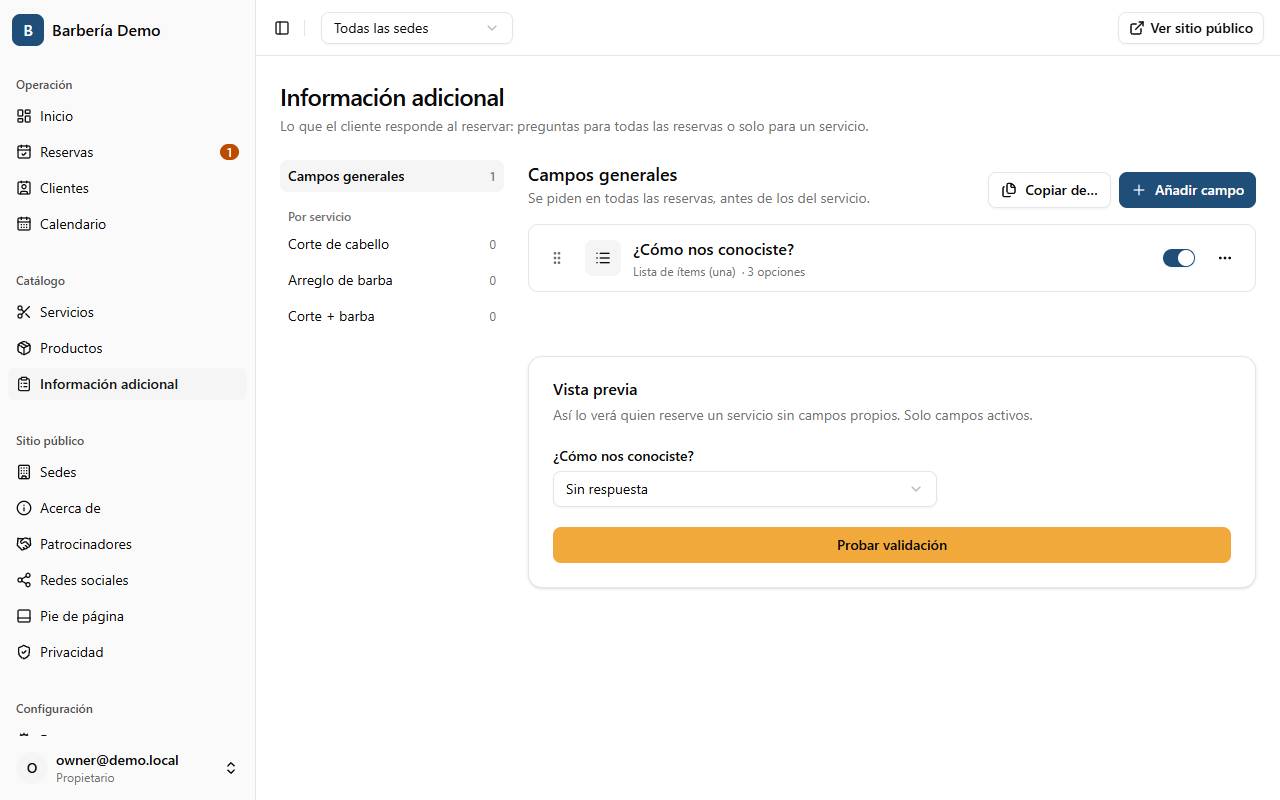 B Barbería Demo
Todas las sedes
Ver sitio público
Operación
Inicio
Reservas 1
Clientes
Calendario
Catálogo
Servicios
Productos
Información adicional
Sitio público
Sedes
Acerca de
Patrocinadores
Redes sociales
Pie de página
Privacidad
Configuración
O owner@demo.local
Propietario
Información adicional
Lo que el cliente responde al reservar: preguntas para todas las reservas o solo para un servicio.
Campos generales 1
Por servicio
Corte de cabello 0
Arreglo de barba 0
Corte + barba 0
Campos generales
Se piden en todas las reservas, antes de los del servicio.
Copiar de...
Añadir campo
¿Cómo nos conociste?
Lista de ítems (una) · 3 opciones
Vista previa
Así lo verá quien reserve un servicio sin campos propios. Solo campos activos.
¿Cómo nos conociste?
Sin respuesta
Probar validación